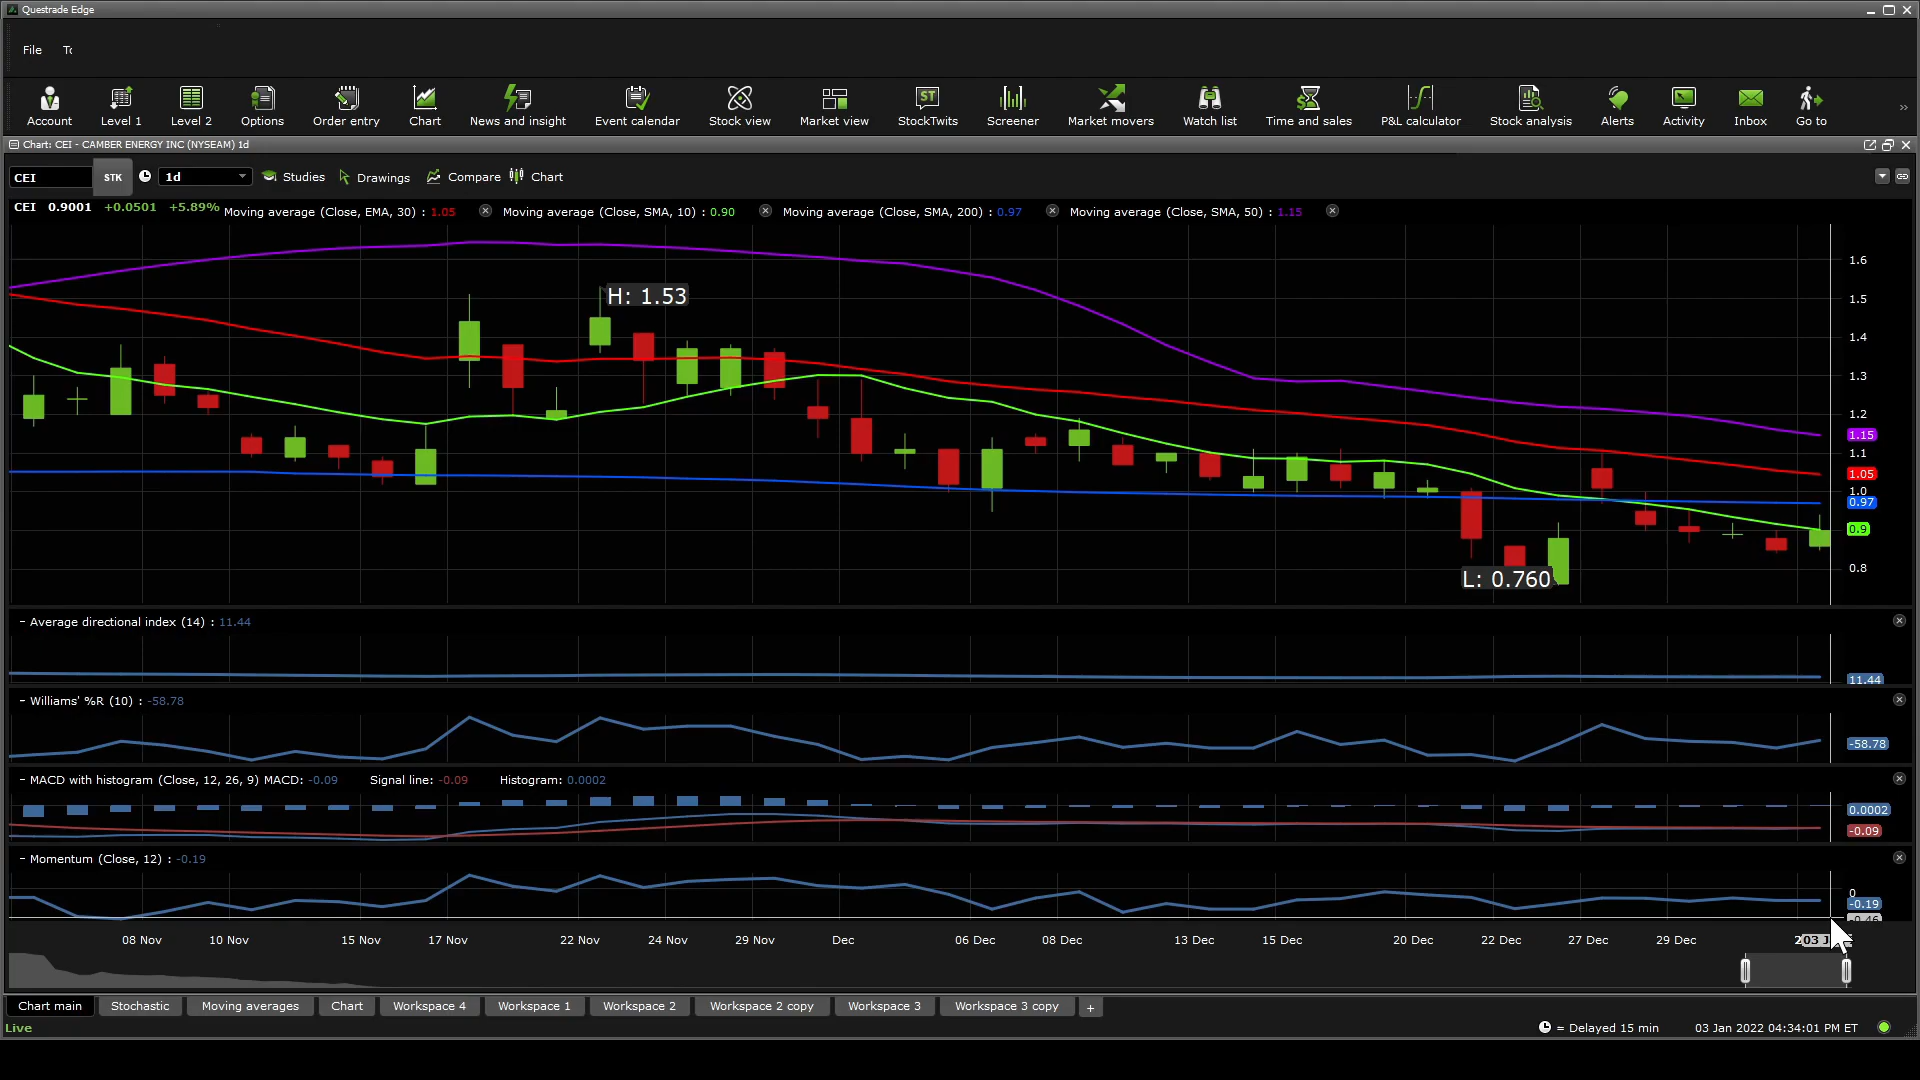 Questrade Edge
File
Account Level 1 Level 2 Options Order entry Chart News and insight Event calendar Stock view Market view StockTwits Screener Market movers Watch list Time and sales P&L calculator Stock analysis Alerts Activity Inbox Go to
Chart: CEI - CAMBER ENERGY INC (NYSEAM) 1d
CEI STK 1d Studies Drawings Compare Chart
CEI 0.9001 +0.0501 +5.89% Moving average (Close, EMA, 30) : 1.05 Moving average (Close, SMA, 10) : 0.90 Moving average (Close, SMA, 200) : 0.97 Moving average (Close, SMA, 50) : 1.15
1.6
H: 1.53
1.5
1.4
1.3
1.2
1.15
1.1
1.05
1.0
0.97
0.9
0.8
L: 0.760
- Average directional index (14) : 11.44
11.44
- Williams' %R (10) : -58.78
-58.78
- MACD with histogram (Close, 12, 26, 9) MACD: -0.09 Signal line: -0.09 Histogram: 0.0002
0.0002
-0.09
- Momentum (Close, 12) : -0.19
0
-0.19
-0.46
08 Nov 10 Nov 15 Nov 17 Nov 22 Nov 24 Nov 29 Nov Dec 06 Dec 08 Dec 13 Dec 15 Dec 20 Dec 22 Dec 27 Dec 29 Dec 03
Chart main Stochastic Moving averages Chart Workspace 4 Workspace 1 Workspace 2 Workspace 2 copy Workspace 3 Workspace 3 copy +
Live
= Delayed 15 min 03 Jan 2022 04:34:01 PM ET